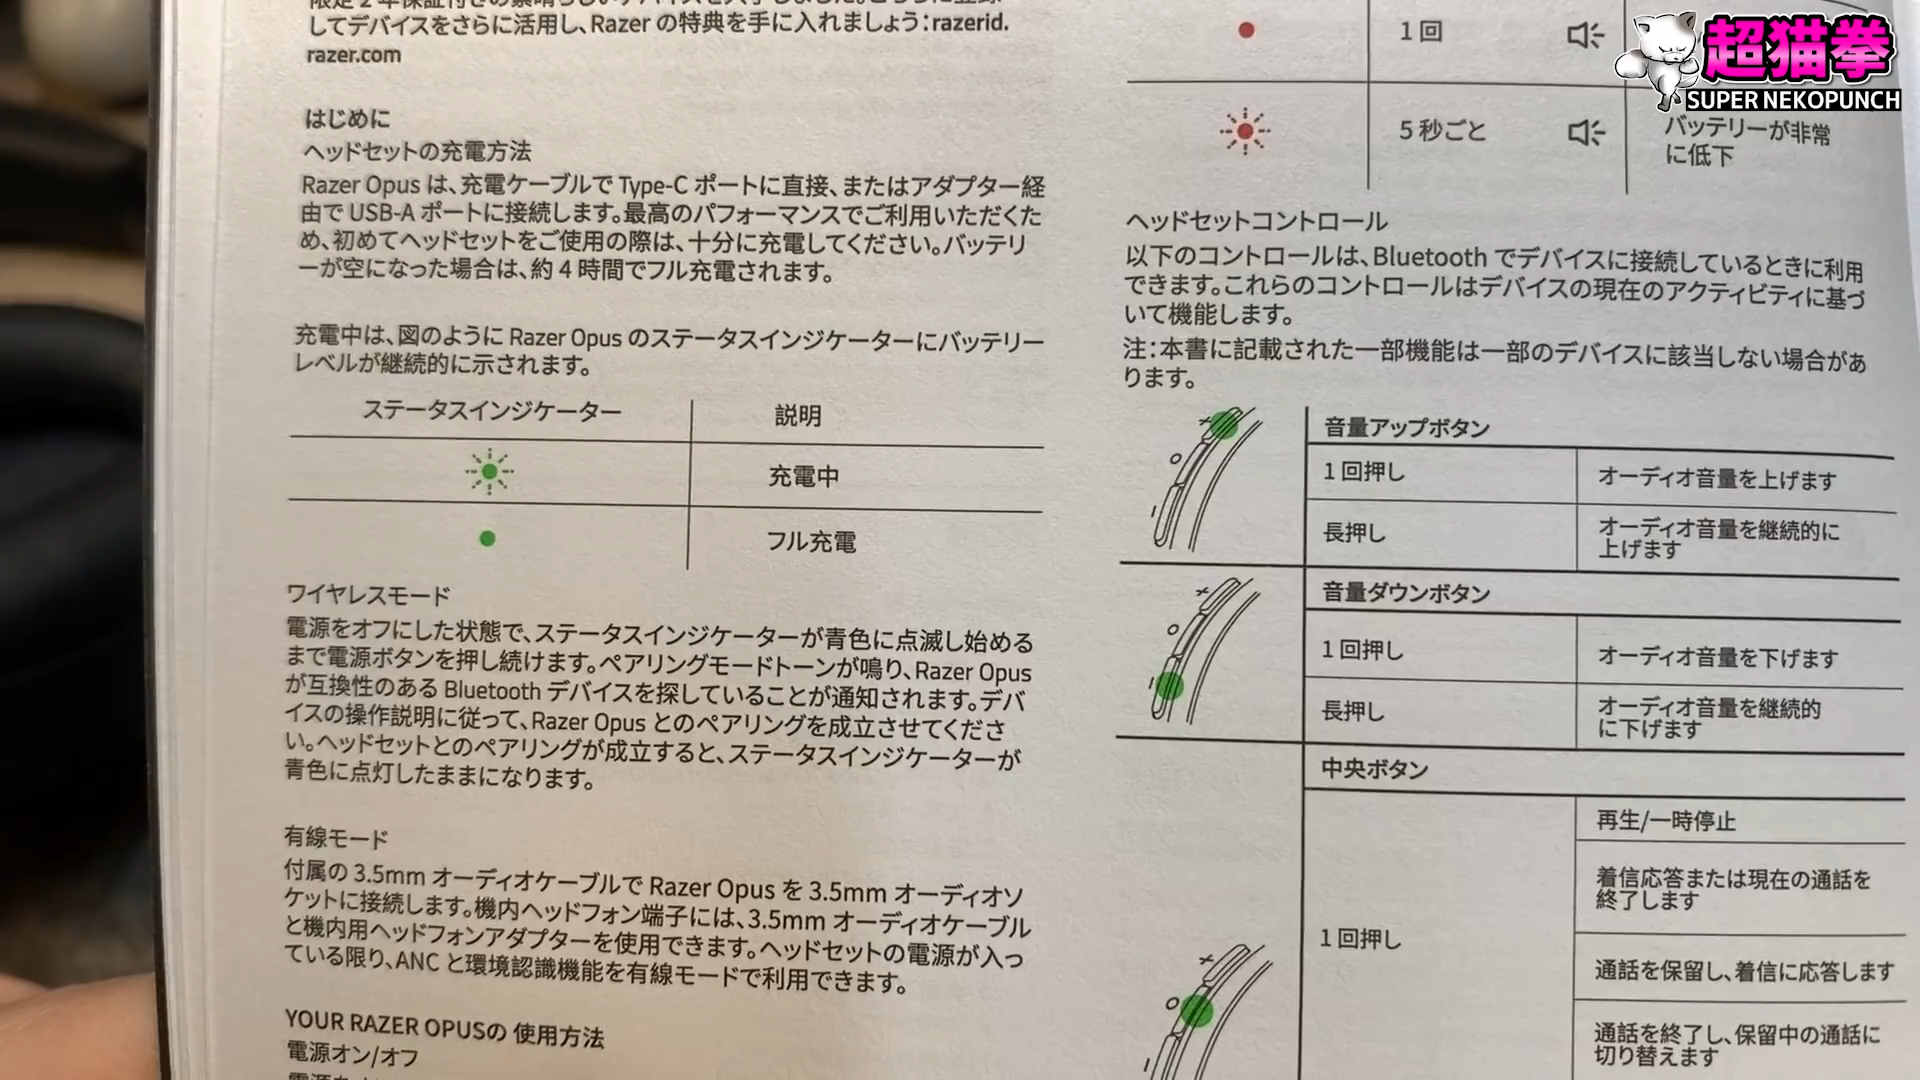 してデバイスをさらに活用し、Razer の特典を手に入れましょう：razerid.
razer.com
はじめに
ヘッドセットの充電方法
Razer Opus は、充電ケーブルで Type-C ポートに直接、またはアダプター経
由で USB-A ポートに接続します。最高のパフォーマンスでご利用いただくた
め、初めてヘッドセットをご使用の際は、十分に充電してください。バッテリ
ーが空になった場合は、約 4 時間でフル充電されます。
充電中は、図のように Razer Opus のステータスインジケーターにバッテリー
レベルが継続的に示されます。
ステータスインジケーター 説明
充電中
フル充電
ワイヤレスモード
電源をオフにした状態で、ステータスインジケーターが青色に点滅し始める
まで電源ボタンを押し続けます。ペアリングモードトーンが鳴り、Razer Opus
が互換性のある Bluetooth デバイスを探していることが通知されます。デバ
イスの操作説明に従って、Razer Opus とのペアリングを成立させてくださ
い。ヘッドセットとのペアリングが成立すると、ステータスインジケーターが
青色に点灯したままになります。
有線モード
付属の 3.5mm オーディオケーブルで Razer Opus を 3.5mm オーディオソ
ケットに接続します。機内ヘッドフォン端子には、3.5mm オーディオケーブル
と機内用ヘッドフォンアダプターを使用できます。ヘッドセットの電源が入っ
ている限り、ANC と環境認識機能を有線モードで利用できます。
YOUR RAZER OPUSの 使用方法
電源オン/オフ
1 回
5 秒ごと
バッテリーが非常
に低下
ヘッドセットコントロール
以下のコントロールは、Bluetooth でデバイスに接続しているときに利用
できます。これらのコントロールはデバイスの現在のアクティビティに基づ
いて機能します。
注：本書に記載された一部機能は一部のデバイスに該当しない場合があ
ります。
音量アップボタン
1 回押し オーディオ音量を上げます
長押し オーディオ音量を継続的に
上げます
音量ダウンボタン
1 回押し オーディオ音量を下げます
長押し オーディオ音量を継続的
に下げます
中央ボタン
1 回押し
再生/一時停止
着信応答または現在の通話を
終了します
通話を保留し、着信に応答します
通話を終了し、保留中の通話に
切り替えます
超猫拳
SUPER NEKOPUNCH